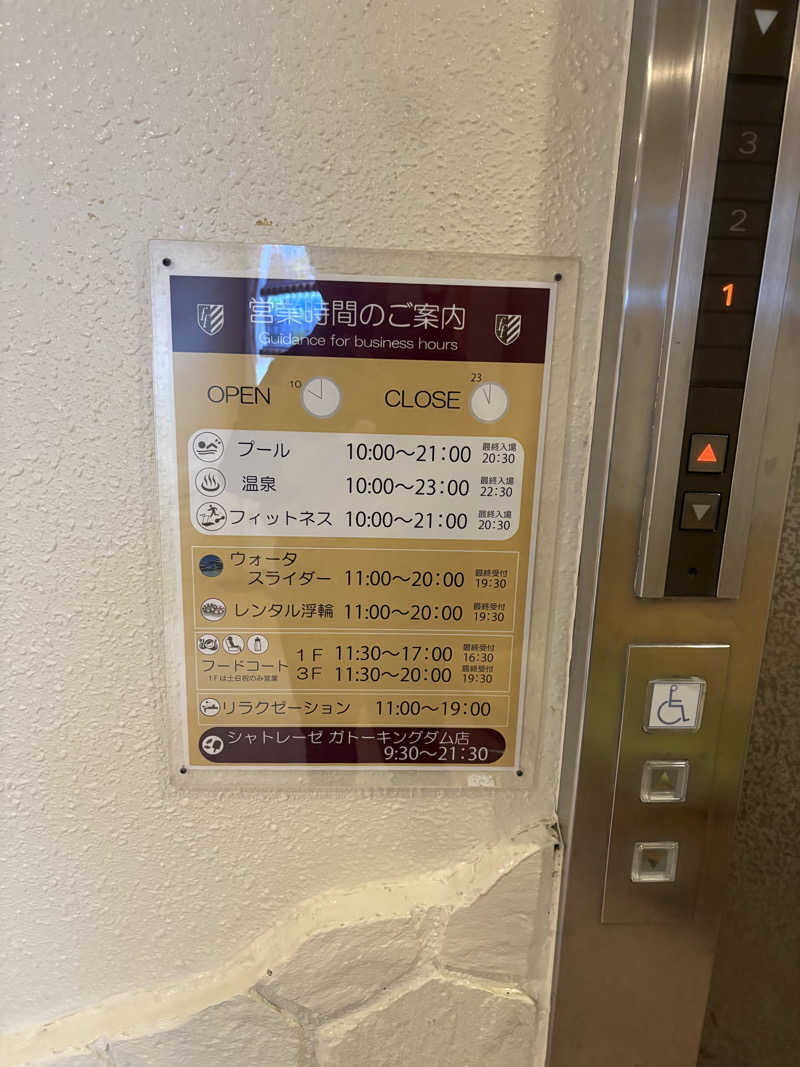 営業時間のご案内
Guidance for business hours
OPEN 10 CLOSE 23
プール 10:00〜21:00 最終入場 20:30
温泉 10:00〜23:00 最終入場 22:30
フィットネス 10:00〜21:00 最終入場 20:30
ウォータ
スライダー 11:00〜20:00 最終受付 19:30
レンタル浮輪 11:00〜20:00 最終受付 19:30
フードコート 1F 11:30〜17:00 最終受付 16:30
1Fは土日祝のみ営業 3F 11:30〜20:00 最終受付 19:30
リラクゼーション 11:00〜19:00
シャトレーゼ ガトーキングダム店
9:30〜21:30
3
2
1